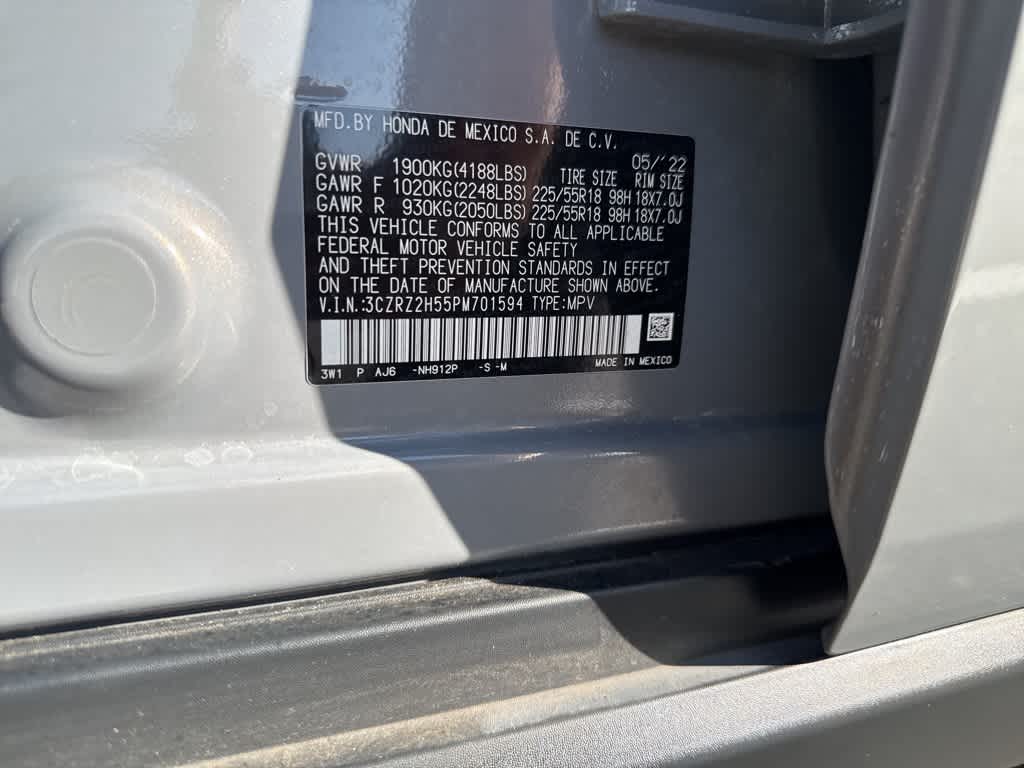 MFD.BY HONDA DE MEXICO S.A. DE C.V.
05/'22
GVWR 1900KG(4188LBS) TIRE SIZE RIM SIZE
GAWR F 1020KG(2248LBS) 225/55R18 98H 18X7.0J
GAWR R 930KG(2050LBS) 225/55R18 98H 18X7.0J
THIS VEHICLE CONFORMS TO ALL APPLICABLE
FEDERAL MOTOR VEHICLE SAFETY
AND THEFT PREVENTION STANDARDS IN EFFECT
ON THE DATE OF MANUFACTURE SHOWN ABOVE.
V.I.N.:3CZRZ2H55PM701594 TYPE:MPV
3W1 P AJ6 -NH912P -S -M MADE IN MEXICO